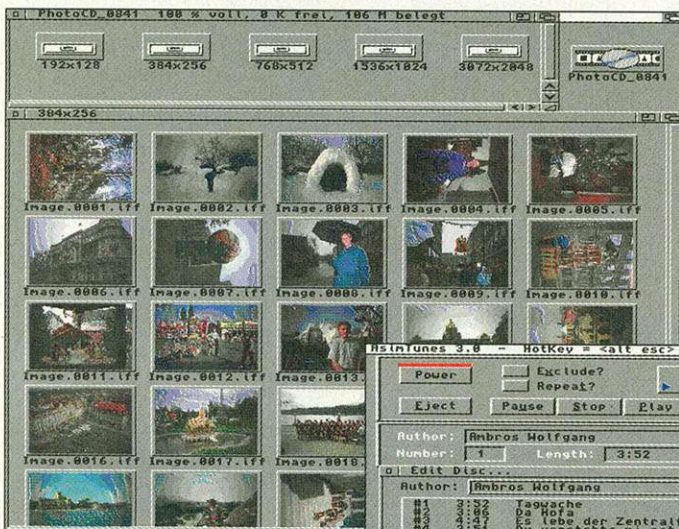 PhotoCD_0841 100 % voll, 0 K frei, 106 M belegt
192x128 384x256 768x512 1536x1024 3072x2048
PhotoCD_0841
384x256
Image.0001.iff Image.0002.iff Image.0003.iff Image.0004.iff Image.0005.iff
Image.0006.iff Image.0007.iff Image.0008.iff Image.0009.iff Image.0010.iff
Image.0011.iff Image.0012.iff Image.0013.
Image.0016.iff Image.0017.iff Image.0018.
AsimTunes 3.0 - HotKey = <alt esc>
Power
Exclude?
Repeat?
Eject Pause Stop Play
Author: Ambros Wolfgang
Number: 1 Length: 3:52
Edit Disc...
Author: Ambros Wolfgang
#1 3:52 Tagwache
#2 3:06 Da Hofa
#3 4:47 Es lebe der Zentral